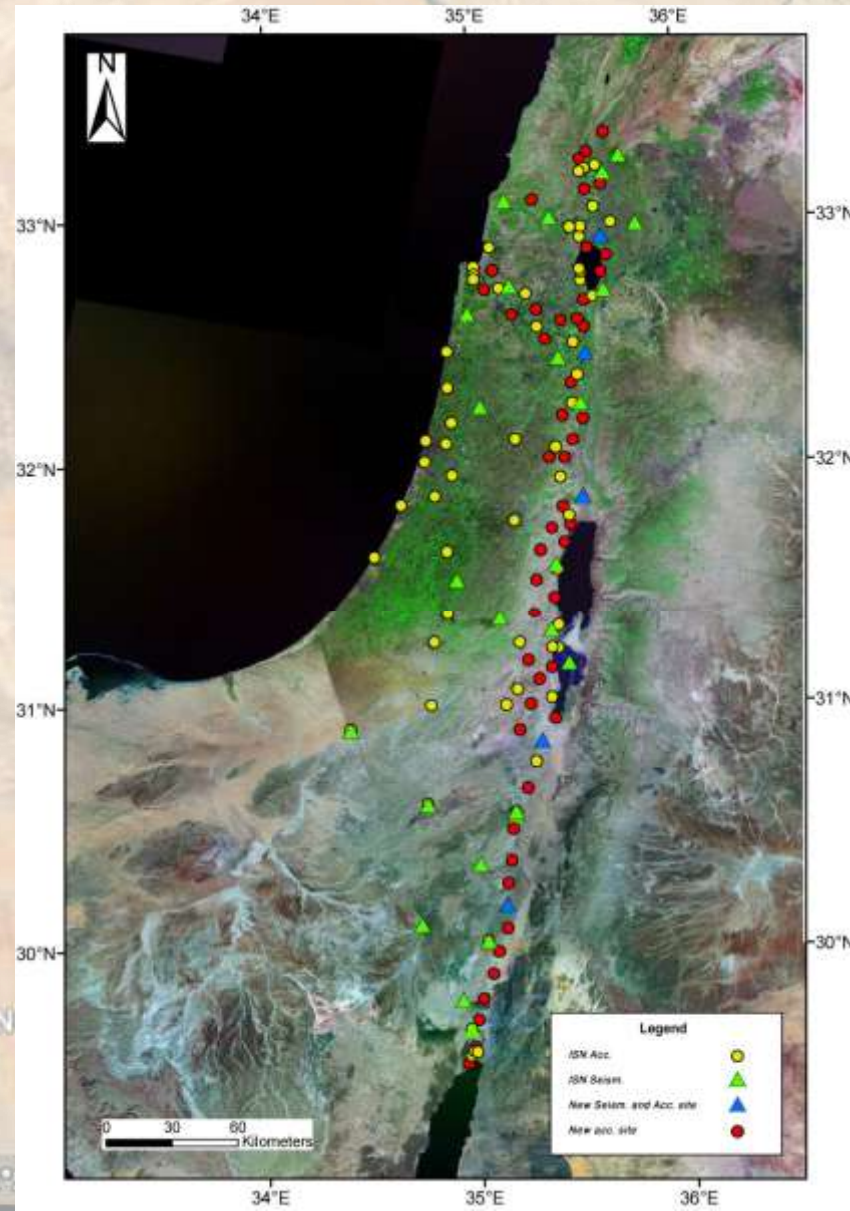 34°E 35°E 36°E
N
33°N 33°N
32°N 32°N
31°N 31°N
30°N 30°N
Legend
ISN Acc.
ISN Seism.
New Seism. and Acc. site
New acc. site
0 30 60
Kilometers
34°E 35°E 36°E